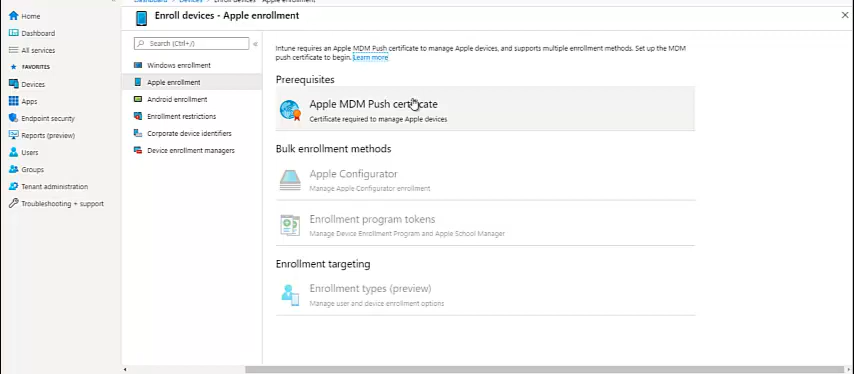 Dashboard > Devices > Enroll devices - Apple enrollment
Enroll devices - Apple enrollment
Home
Dashboard
All services
FAVORITES
Devices
Apps
Endpoint security
Reports (preview)
Users
Groups
Tenant administration
Troubleshooting + support
Search (Ctrl+/)
Windows enrollment
Apple enrollment
Android enrollment
Enrollment restrictions
Corporate device identifiers
Device enrollment managers
Intune requires an Apple MDM Push certificate to manage Apple devices, and supports multiple enrollment methods. Set up the MDM
push certificate to begin. Learn more
Prerequisites
Apple MDM Push certificate
Certificate required to manage Apple devices
Bulk enrollment methods
Apple Configurator
Manage Apple Configurator enrollment
Enrollment program tokens
Manage Device Enrollment Program and Apple School Manager
Enrollment targeting
Enrollment types (preview)
Manage user and device enrollment options